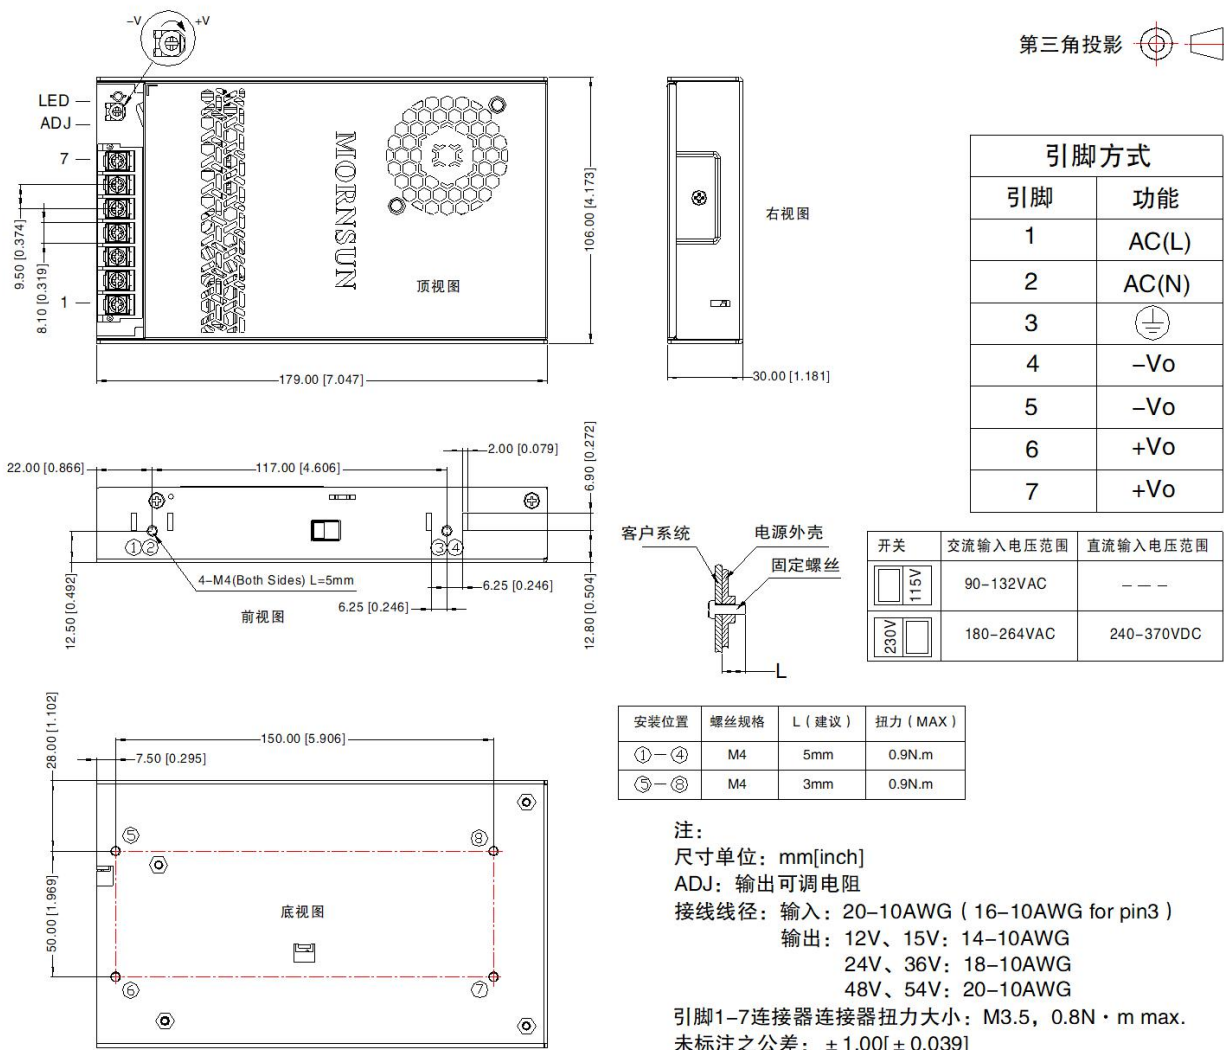 −V
+V
第三角投影
LED
ADJ
7
1
9.50 [0.374]
8.10 [0.319]
MORNSUN
顶视图
106.00 [4.173]
179.00 [7.047]
右视图
30.00 [1.181]
引脚方式
引脚 功能
1 AC(L)
2 AC(N)
3
4 −Vo
5 −Vo
6 +Vo
7 +Vo
22.00 [0.866]
117.00 [4.606]
2.00 [0.079]
6.90 [0.272]
① ②
③ ④
4−M4(Both Sides) L=5mm
6.25 [0.246]
6.25 [0.246]
12.50 [0.492]
12.80 [0.504]
前视图
客户系统
电源外壳
固定螺丝
L
开关 交流输入电压范围 直流输入电压范围
115V 90−132VAC −−−
230V 180−264VAC 240−370VDC
28.00 [1.102]
150.00 [5.906]
7.50 [0.295]
50.00 [1.969]
⑤
⑧
底视图
⑥
⑦
安装位置 螺丝规格 L（建议） 扭力（MAX）
①−④ M4 5mm 0.9N.m
⑤−⑧ M4 3mm 0.9N.m
注：
尺寸单位：mm[inch]
ADJ：输出可调电阻
接线线径：输入：20−10AWG（16−10AWG for pin3）
输出：12V、15V：14−10AWG
24V、36V：18−10AWG
48V、54V：20−10AWG
引脚1−7连接器连接器扭力大小：M3.5，0.8N·m max.
未标注之公差：±1.00[±0.039]